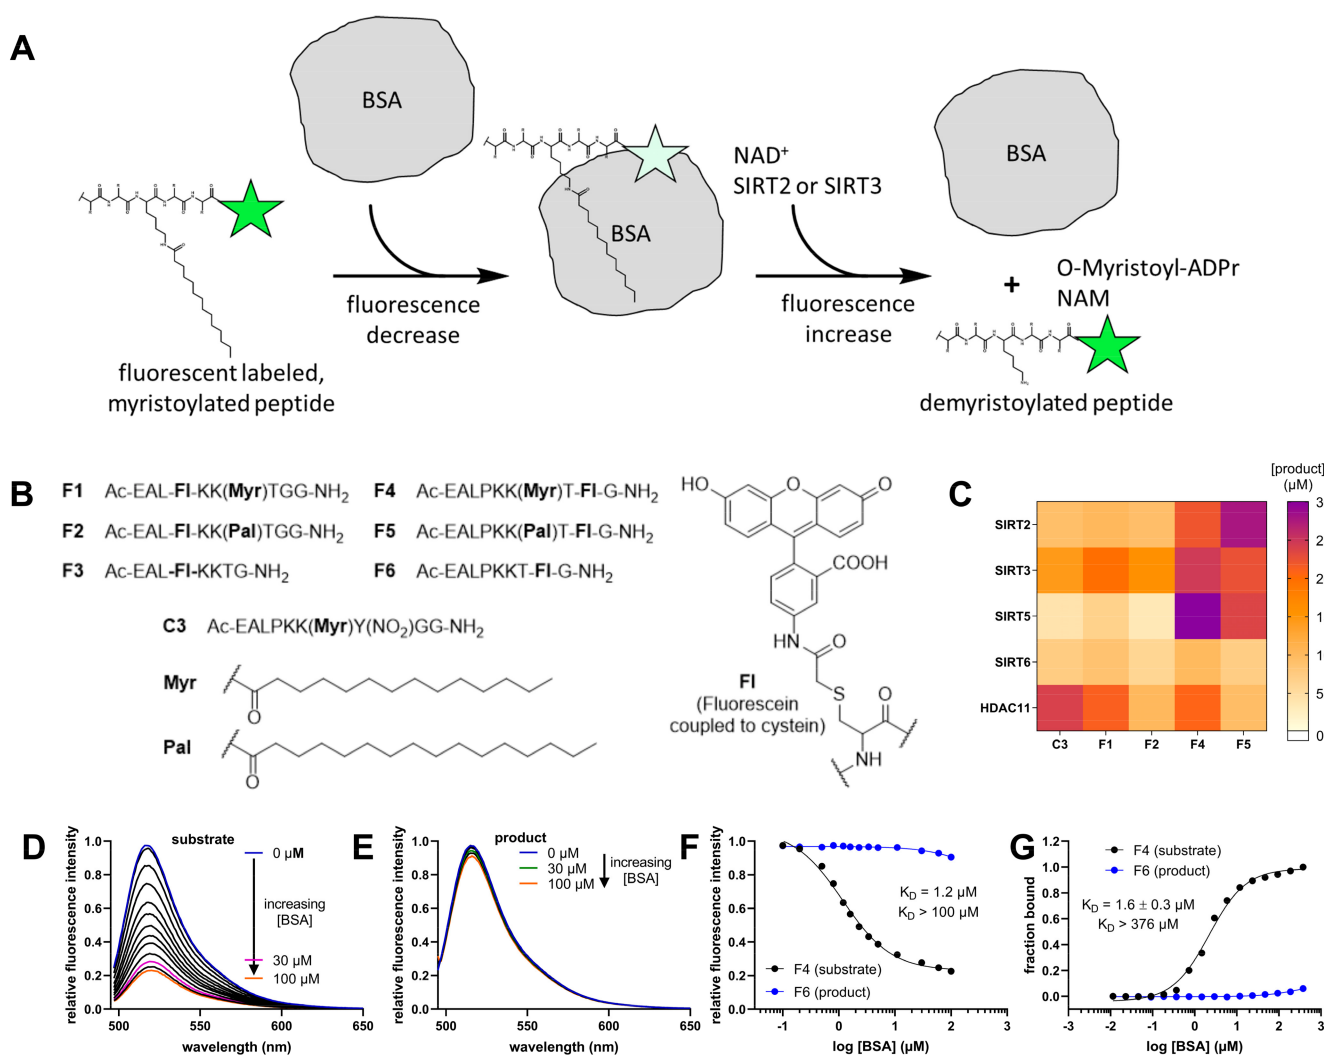 A
BSA
BSA
BSA
NAD+
SIRT2 or SIRT3
fluorescence
decrease
fluorescence
increase
+
O-Myristoyl-ADPr
NAM
fluorescent labeled,
myristoylated peptide
demyristoylated peptide
B
F1 Ac-EAL-Fl-KK(Myr)TGG-NH2
F2 Ac-EAL-Fl-KK(Pal)TGG-NH2
F3 Ac-EAL-Fl-KKTG-NH2
F4 Ac-EALPKK(Myr)T-Fl-G-NH2
F5 Ac-EALPKK(Pal)T-Fl-G-NH2
F6 Ac-EALPKKT-Fl-G-NH2
C3 Ac-EALPKK(Myr)Y(NO2)GG-NH2
Myr
O
Pal
O
HO
O
O
COOH
HN
O
S
O
NH
Fl
(Fluorescein
coupled to cystein)
C
[product]
(µM)
3
2
2
1
1
5
0
SIRT2
SIRT3
SIRT5
SIRT6
HDAC11
C3 F1 F2 F4 F5
D
relative fluorescence intensity
1.0
0.8
0.6
0.4
0.2
0.0
substrate
0 µM
increasing
[BSA]
30 µM
100 µM
500 550 600 650
wavelength (nm)
E
relative fluorescence intensity
1.0
0.8
0.6
0.4
0.2
0.0
product
0 µM
30 µM
100 µM
increasing
[BSA]
500 550 600 650
wavelength (nm)
F
relative fluorescence intensity
1.0
0.8
0.6
0.4
0.2
0.0
KD = 1.2 µM
KD > 100 µM
F4 (substrate)
F6 (product)
-1 0 1 2 3
log [BSA] (µM)
G
fraction bound
1.2
1.0
0.8
0.6
0.4
0.2
0.0
F4 (substrate)
F6 (product)
KD = 1.6 ± 0.3 µM
KD > 376 µM
-3 -2 -1 0 1 2 3
log [BSA] (µM)